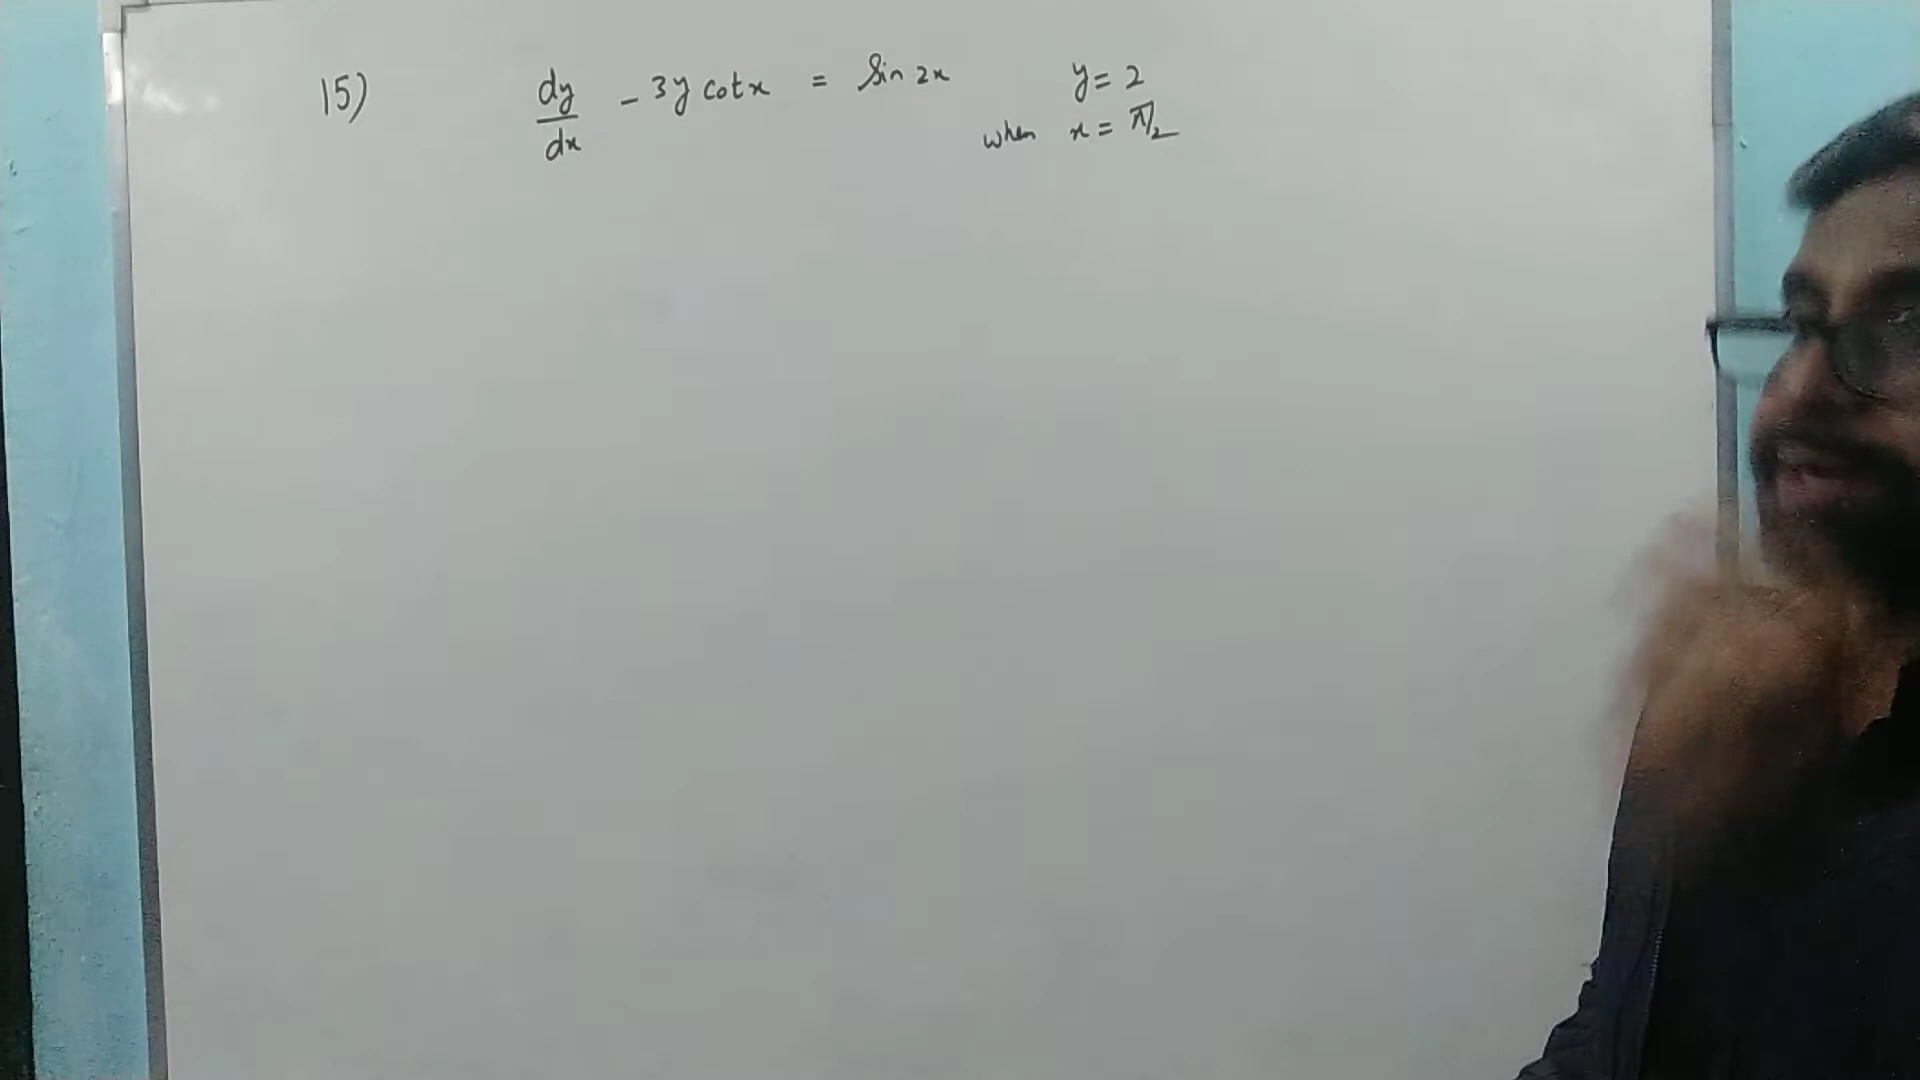 15) dy/dx - 3y cot x = Sin 2x y = 2
when x = π/2